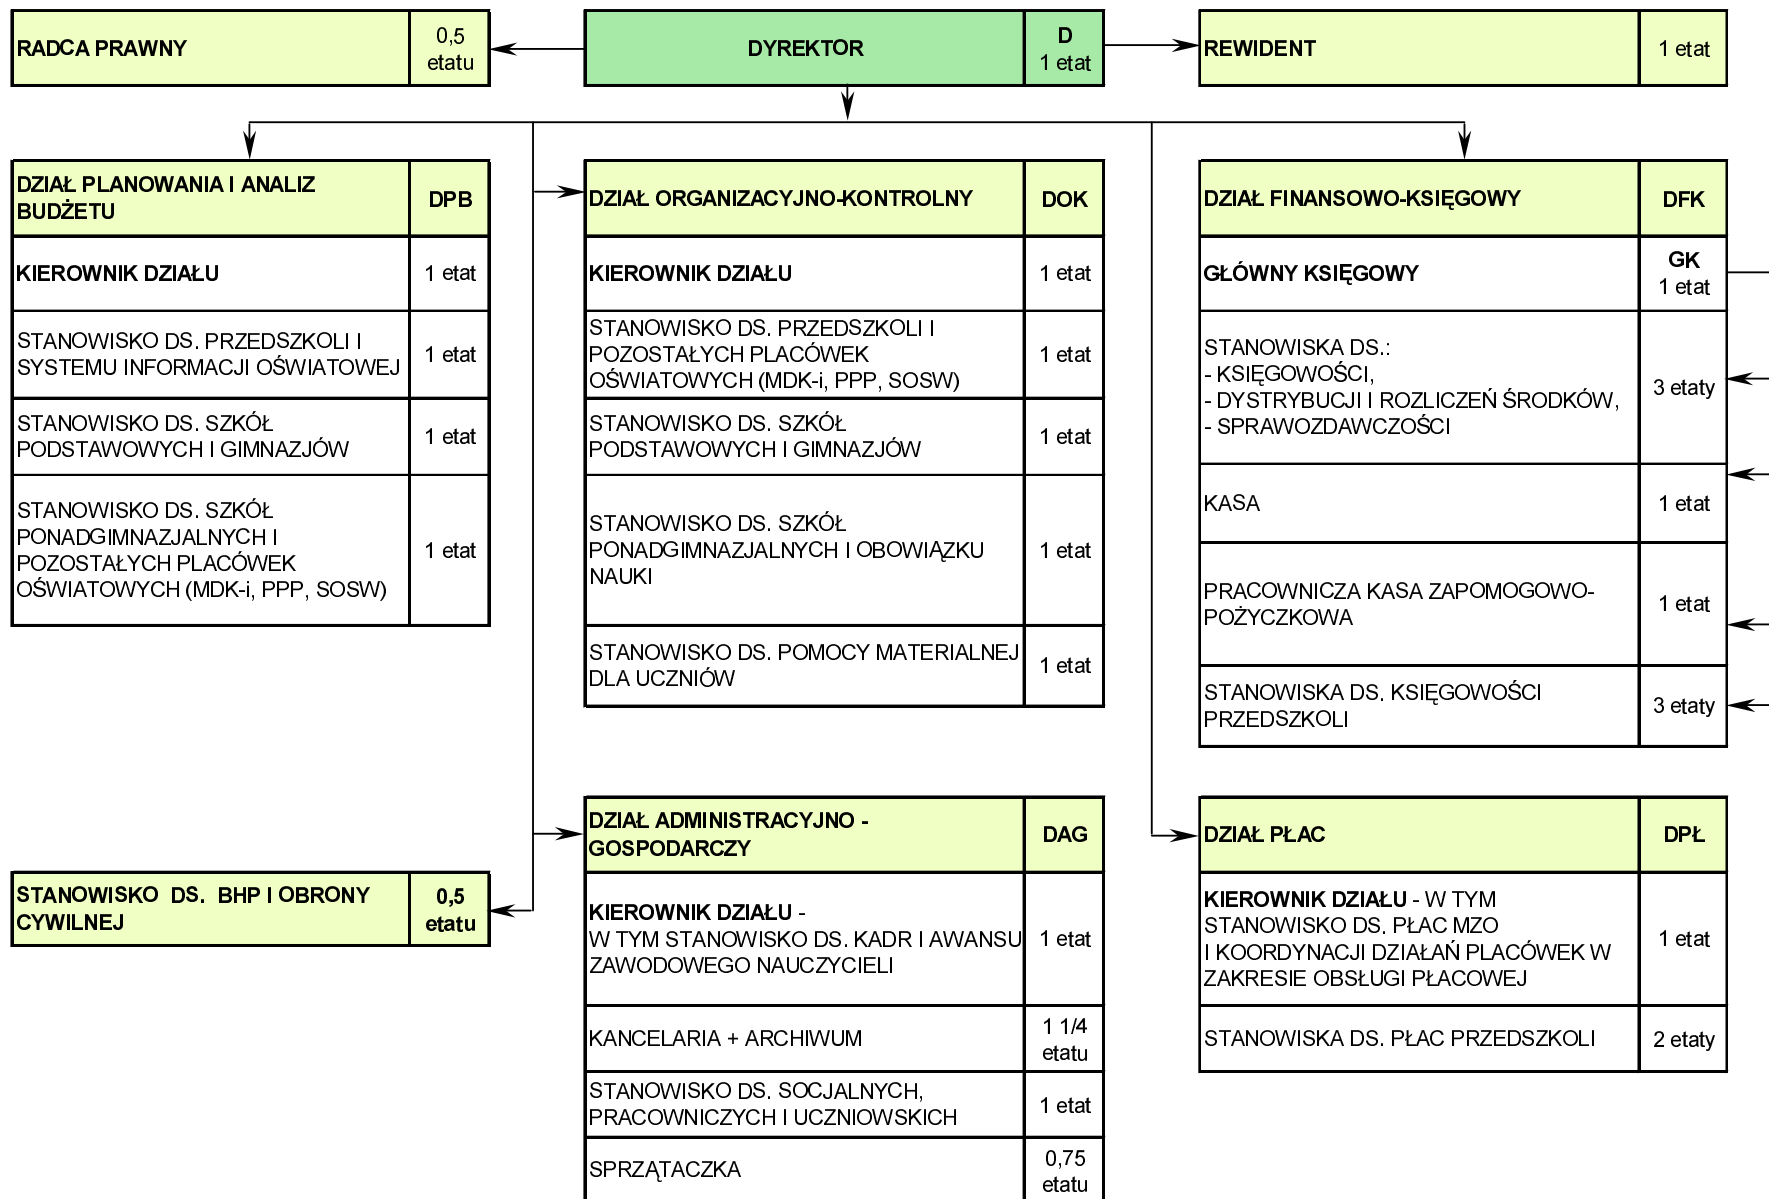 RADCA PRAWNY
0,5
etatu
DYREKTOR
D
1 etat
REWIDENT
1 etat
DZIAŁ PLANOWANIA I ANALIZ
BUDŻETU
DPB
KIEROWNIK DZIAŁU
1 etat
STANOWISKO DS. PRZEDSZKOLI I
SYSTEMU INFORMACJI OŚWIATOWEJ
1 etat
STANOWISKO DS. SZKÓŁ
PODSTAWOWYCH I GIMNAZJÓW
1 etat
STANOWISKO DS. SZKÓŁ
PONADGIMNAZJALNYCH I
POZOSTAŁYCH PLACÓWEK
OŚWIATOWYCH (MDK-i, PPP, SOSW)
1 etat
DZIAŁ ORGANIZACYJNO-KONTROLNY
DOK
KIEROWNIK DZIAŁU
1 etat
STANOWISKO DS. PRZEDSZKOLI I
POZOSTAŁYCH PLACÓWEK
OŚWIATOWYCH (MDK-i, PPP, SOSW)
1 etat
STANOWISKO DS. SZKÓŁ
PODSTAWOWYCH I GIMNAZJÓW
1 etat
STANOWISKO DS. SZKÓŁ
PONADGIMNAZJALNYCH I OBOWIĄZKU
NAUKI
1 etat
STANOWISKO DS. POMOCY MATERIALNEJ
DLA UCZNIÓW
1 etat
DZIAŁ FINANSOWO-KSIĘGOWY
DFK
GŁÓWNY KSIĘGOWY
GK
1 etat
STANOWISKA DS.:
- KSIĘGOWOŚCI,
- DYSTRYBUCJI I ROZLICZEŃ ŚRODKÓW,
- SPRAWOZDAWCZOŚCI
3 etaty
KASA
1 etat
PRACOWNICZA KASA ZAPOMOGOWO-
POŻYCZKOWA
1 etat
STANOWISKA DS. KSIĘGOWOŚCI
PRZEDSZKOLI
3 etaty
STANOWISKO DS. BHP I OBRONY
CYWILNEJ
0,5
etatu
DZIAŁ ADMINISTRACYJNO -
GOSPODARCZY
DAG
KIEROWNIK DZIAŁU -
W TYM STANOWISKO DS. KADR I AWANSU
ZAWODOWEGO NAUCZYCIELI
1 etat
KANCELARIA + ARCHIWUM
1 1/4
etatu
STANOWISKO DS. SOCJALNYCH,
PRACOWNICZYCH I UCZNIOWSKICH
1 etat
SPRZĄTACZKA
0,75
etatu
DZIAŁ PŁAC
DPŁ
KIEROWNIK DZIAŁU - W TYM
STANOWISKO DS. PŁAC MZO
I KOORDYNACJI DZIAŁAŃ PLACÓWEK W
ZAKRESIE OBSŁUGI PŁACOWEJ
1 etat
STANOWISKA DS. PŁAC PRZEDSZKOLI
2 etaty